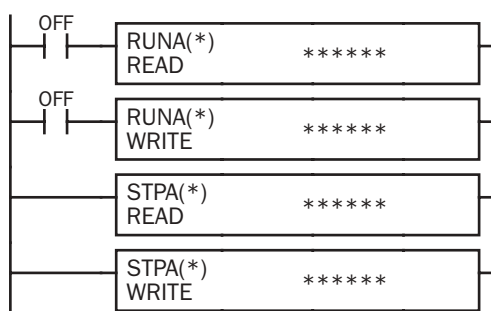 OFF
RUNA(*)
READ ******
OFF
RUNA(*)
WRITE ******
STPA(*)
READ ******
STPA(*)
WRITE ******